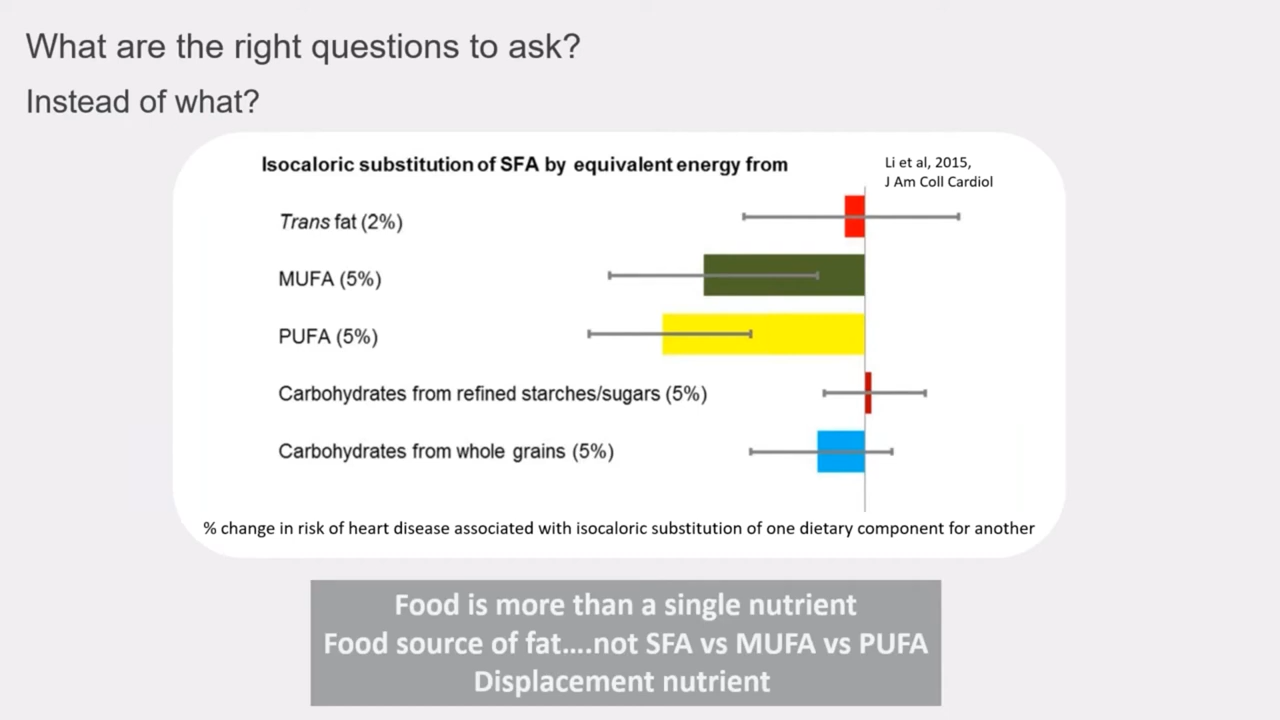 What are the right questions to ask?
Instead of what?
Isocaloric substitution of SFA by equivalent energy from
Li et al, 2015,
J Am Coll Cardiol
Trans fat (2%)
MUFA (5%)
PUFA (5%)
Carbohydrates from refined starches/sugars (5%)
Carbohydrates from whole grains (5%)
% change in risk of heart disease associated with isocaloric substitution of one dietary component for another
Food is more than a single nutrient
Food source of fat....not SFA vs MUFA vs PUFA
Displacement nutrient